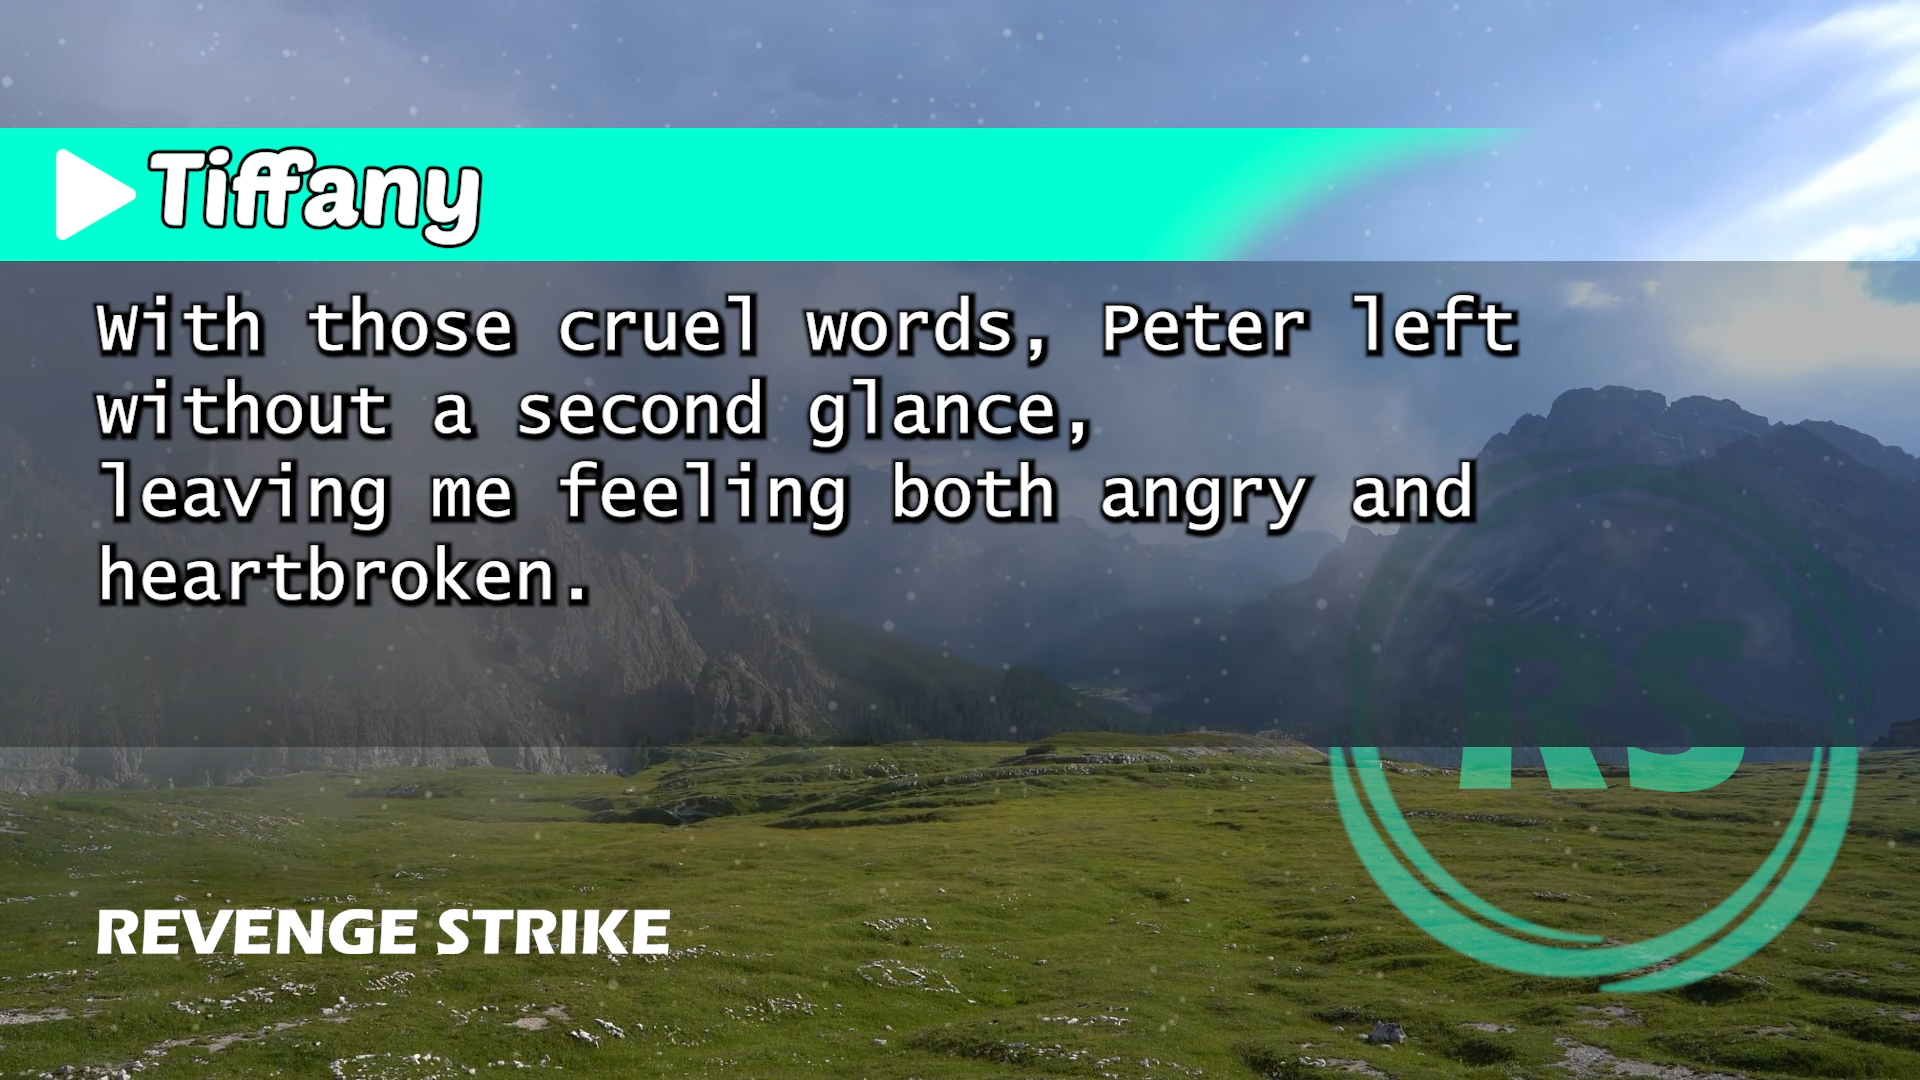 Tiffany
With those cruel words, Peter left
without a second glance,
leaving me feeling both angry and
heartbroken.
RS
REVENGE STRIKE